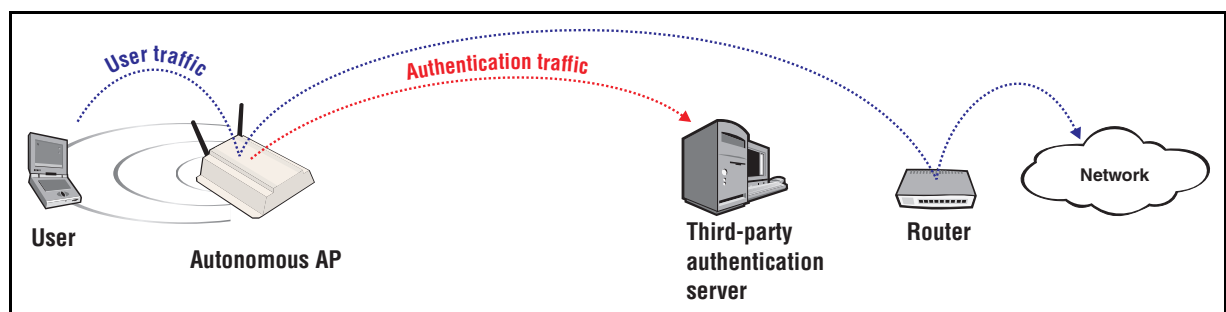 User traffic
Authentication traffic
Network
User
Autonomous AP
Third-party
authentication
server
Router